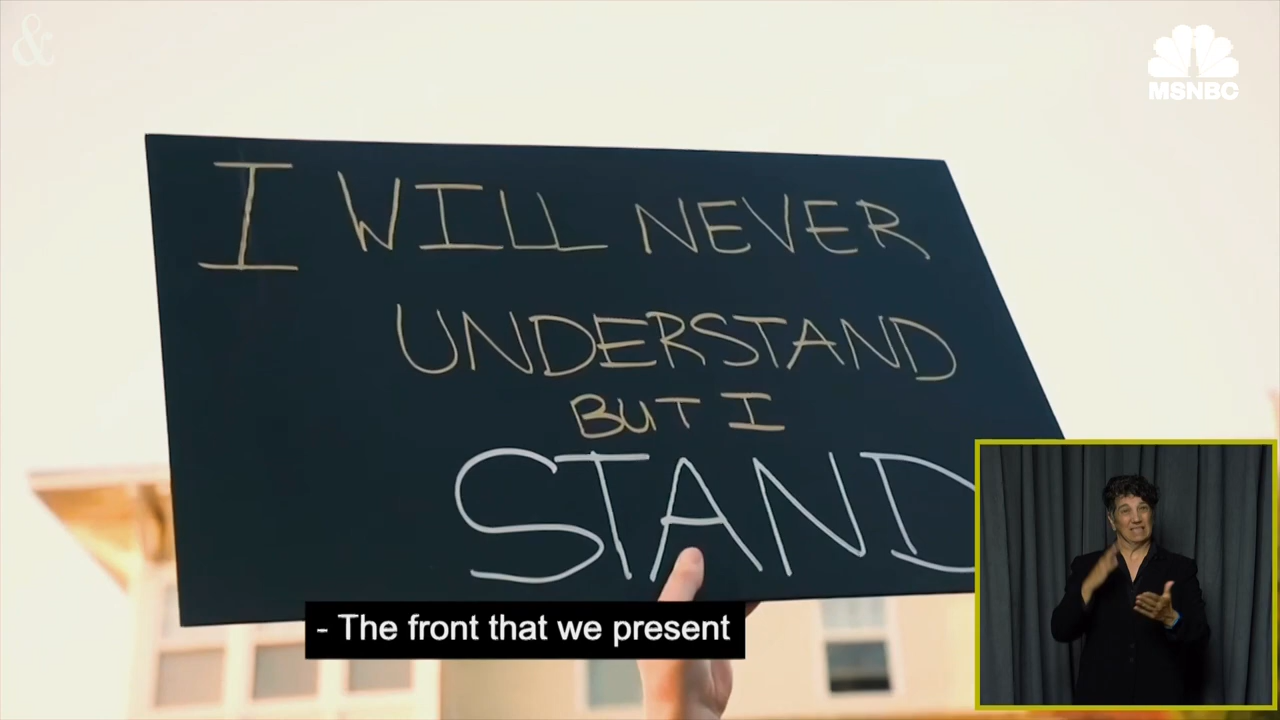 &
MSNBC
I WILL NEVER
UNDERSTAND
BUT I
STAND
- The front that we present